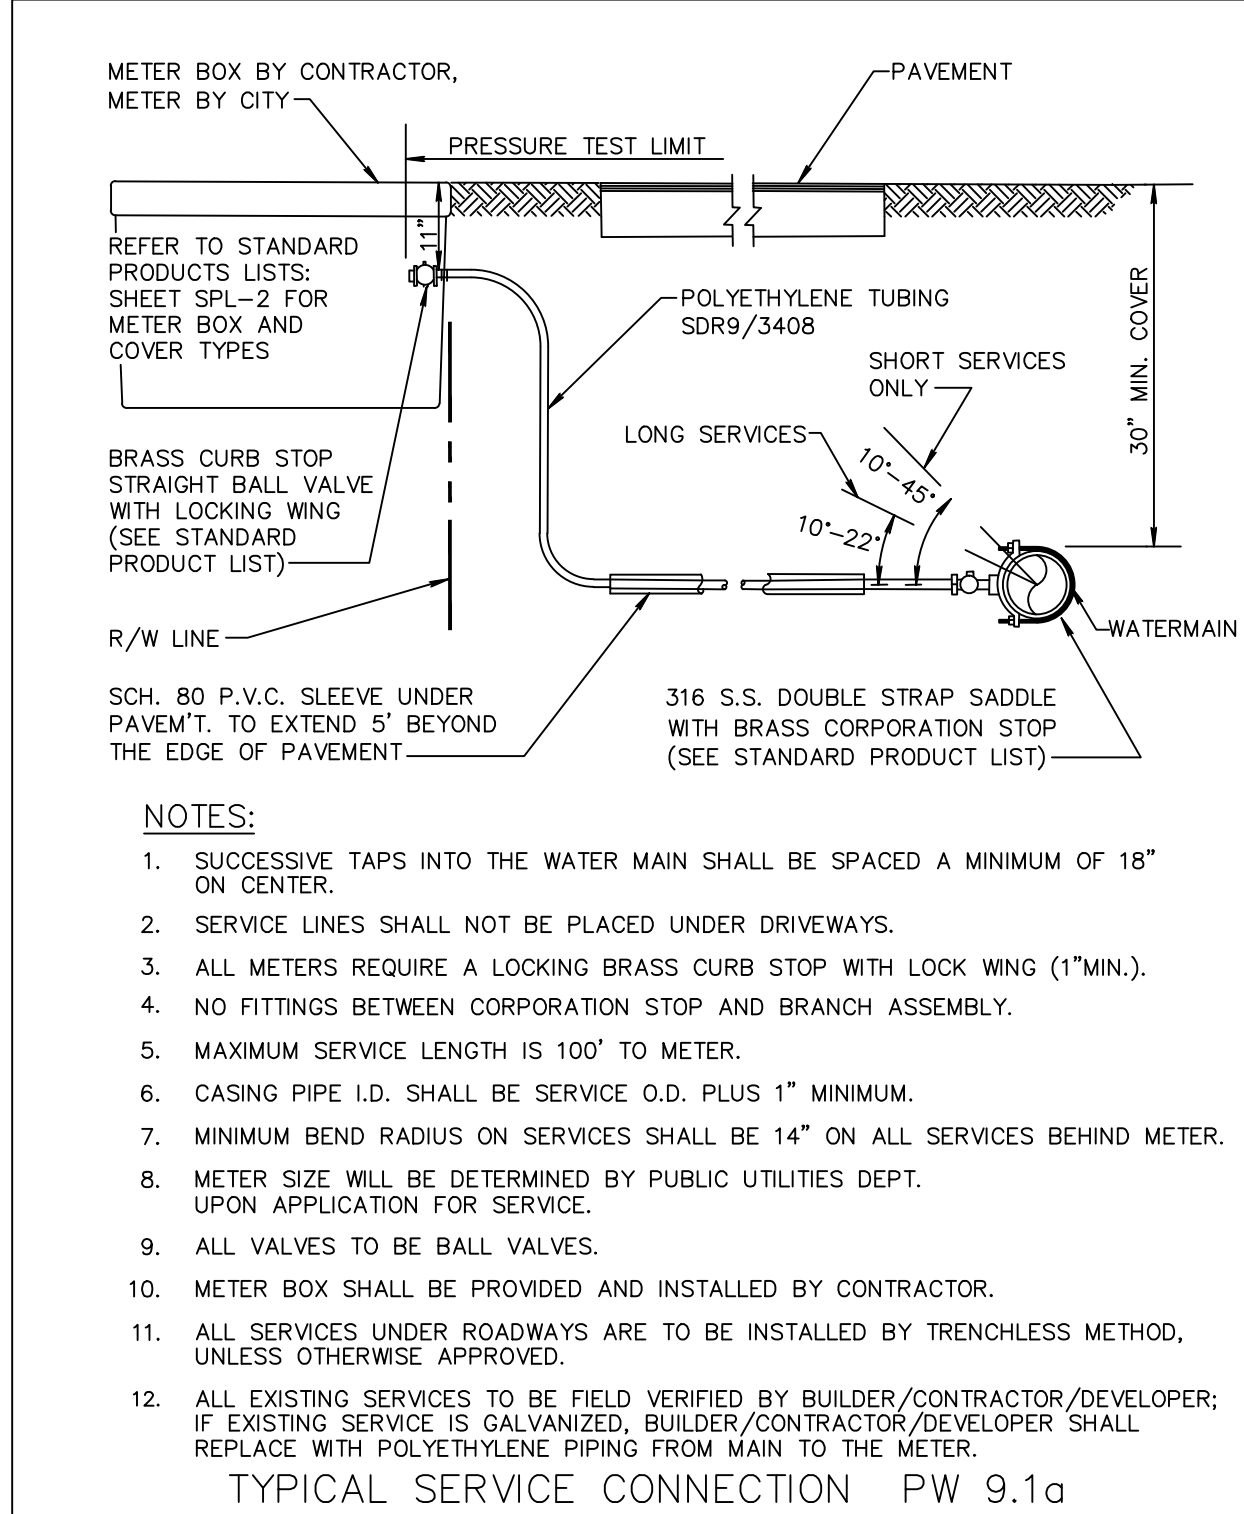 METER BOX BY CONTRACTOR,
METER BY CITY
PAVEMENT
PRESSURE TEST LIMIT
11"
REFER TO STANDARD
PRODUCTS LISTS:
SHEET SPL-2 FOR
METER BOX AND
COVER TYPES
POLYETHYLENE TUBING
SDR9/3408
30" MIN. COVER
SHORT SERVICES
ONLY
LONG SERVICES
10°-45°
10°-22°
BRASS CURB STOP
STRAIGHT BALL VALVE
WITH LOCKING WING
(SEE STANDARD
PRODUCT LIST)
R/W LINE
WATERMAIN
SCH. 80 P.V.C. SLEEVE UNDER
PAVEM'T. TO EXTEND 5' BEYOND
THE EDGE OF PAVEMENT
316 S.S. DOUBLE STRAP SADDLE
WITH BRASS CORPORATION STOP
(SEE STANDARD PRODUCT LIST)
NOTES:
1. SUCCESSIVE TAPS INTO THE WATER MAIN SHALL BE SPACED A MINIMUM OF 18"
ON CENTER.
2. SERVICE LINES SHALL NOT BE PLACED UNDER DRIVEWAYS.
3. ALL METERS REQUIRE A LOCKING BRASS CURB STOP WITH LOCK WING (1"MIN.).
4. NO FITTINGS BETWEEN CORPORATION STOP AND BRANCH ASSEMBLY.
5. MAXIMUM SERVICE LENGTH IS 100' TO METER.
6. CASING PIPE I.D. SHALL BE SERVICE O.D. PLUS 1" MINIMUM.
7. MINIMUM BEND RADIUS ON SERVICES SHALL BE 14" ON ALL SERVICES BEHIND METER.
8. METER SIZE WILL BE DETERMINED BY PUBLIC UTILITIES DEPT.
UPON APPLICATION FOR SERVICE.
9. ALL VALVES TO BE BALL VALVES.
10. METER BOX SHALL BE PROVIDED AND INSTALLED BY CONTRACTOR.
11. ALL SERVICES UNDER ROADWAYS ARE TO BE INSTALLED BY TRENCHLESS METHOD,
UNLESS OTHERWISE APPROVED.
12. ALL EXISTING SERVICES TO BE FIELD VERIFIED BY BUILDER/CONTRACTOR/DEVELOPER;
IF EXISTING SERVICE IS GALVANIZED, BUILDER/CONTRACTOR/DEVELOPER SHALL
REPLACE WITH POLYETHYLENE PIPING FROM MAIN TO THE METER.
TYPICAL SERVICE CONNECTION PW 9.1a